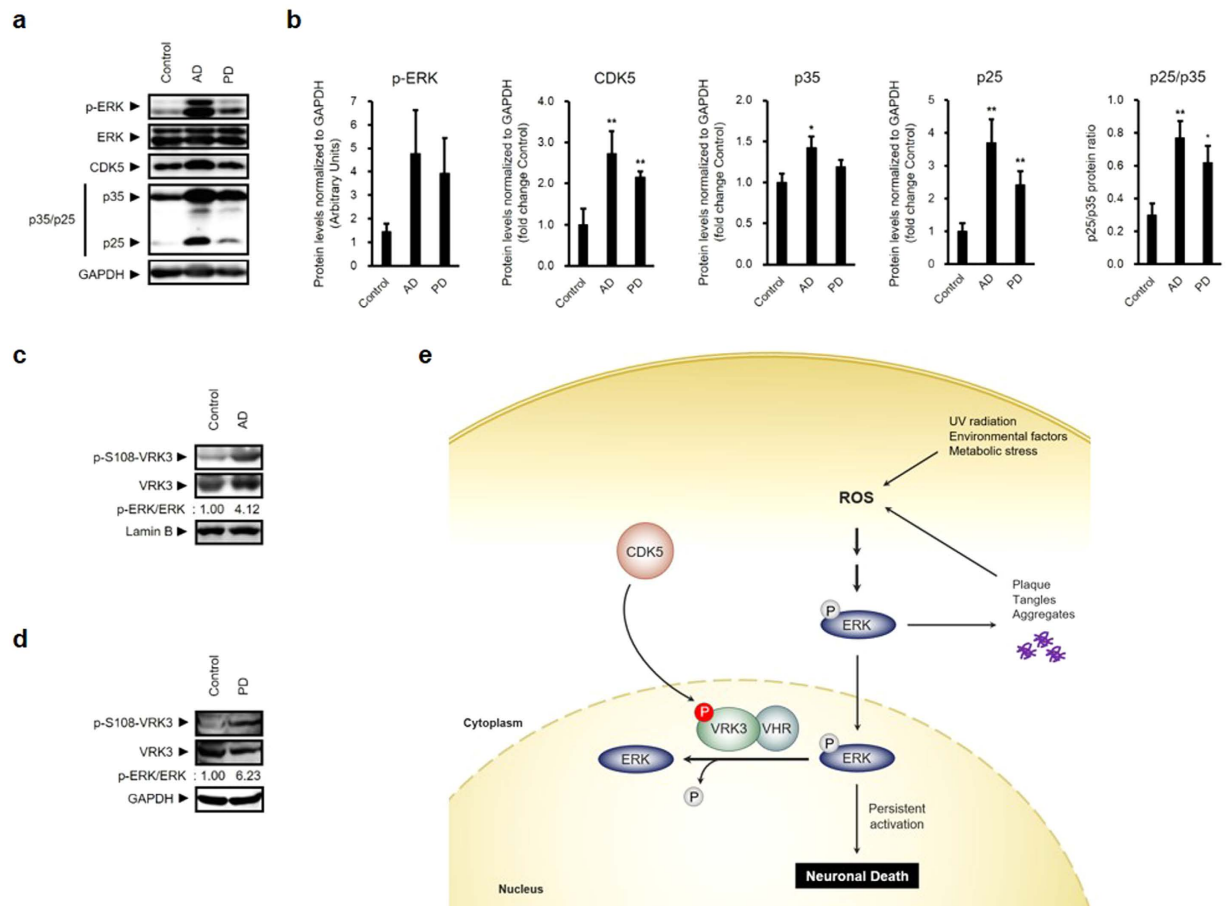 a
Control
AD
PD
p-ERK
ERK
CDK5
p35
p35/p25
p25
GAPDH
b
p-ERK
Protein levels normalized to GAPDH
(Arbitrary Units)
7
6
5
4
3
2
1
0
Control
AD
PD
CDK5
Protein levels normalized to GAPDH
(fold change Control)
4.0
3.0
2.0
1.0
0.0
**
**
Control
AD
PD
p35
Protein levels normalized to GAPDH
(fold change Control)
2.0
1.5
1.0
0.5
0.0
*
Control
AD
PD
p25
Protein levels normalized to GAPDH
(fold change Control)
5
4
3
2
1
0
**
**
Control
AD
PD
p25/p35
p25/p35 protein ratio
1.0
0.8
0.6
0.4
0.2
0.0
**
*
Control
AD
PD
c
Control
AD
p-S108-VRK3
VRK3
p-ERK/ERK : 1.00 4.12
Lamin B
d
Control
PD
p-S108-VRK3
VRK3
p-ERK/ERK : 1.00 6.23
GAPDH
e
UV radiation
Environmental factors
Metabolic stress
ROS
CDK5
P
ERK
Plaque
Tangles
Aggregates
Cytoplasm
P
VRK3
VHR
ERK
P
P
ERK
Persistent
activation
Neuronal Death
Nucleus